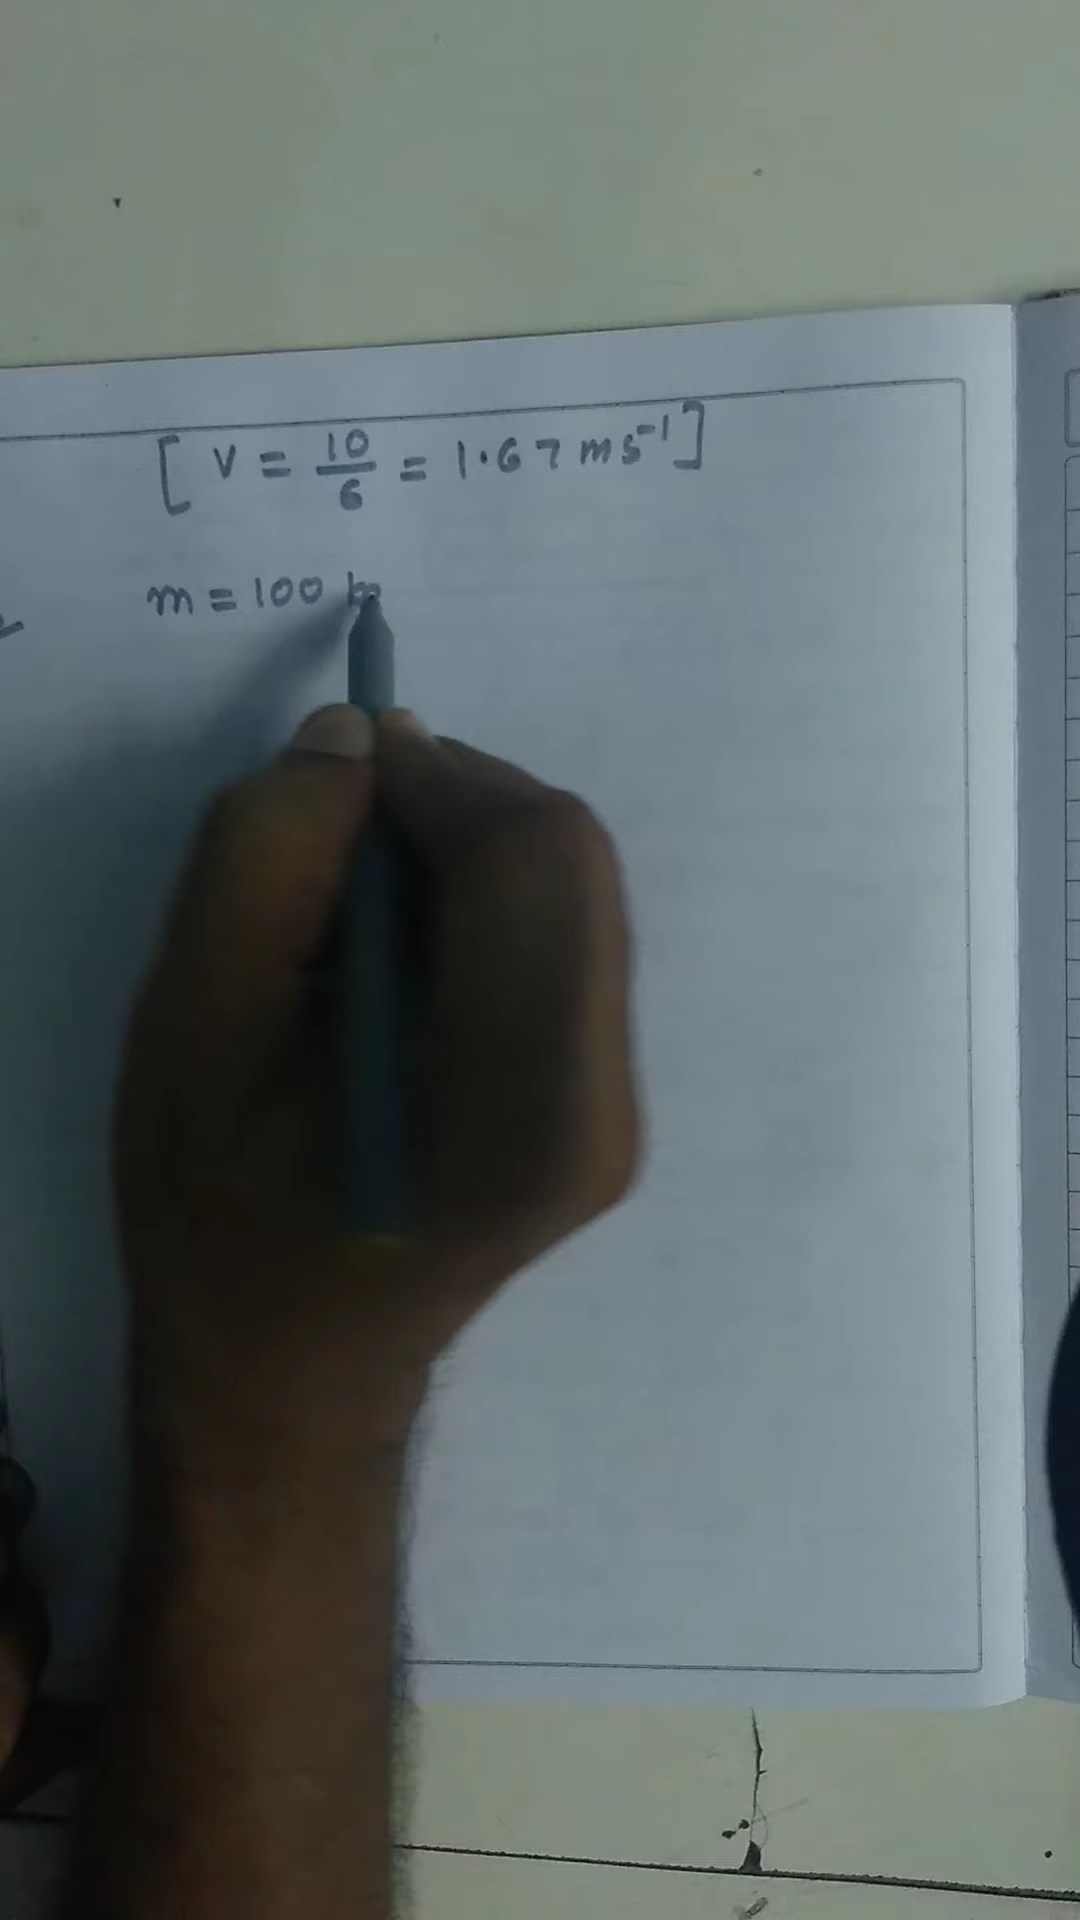 [ V = 10/6 = 1.67 ms⁻¹ ]
m = 100